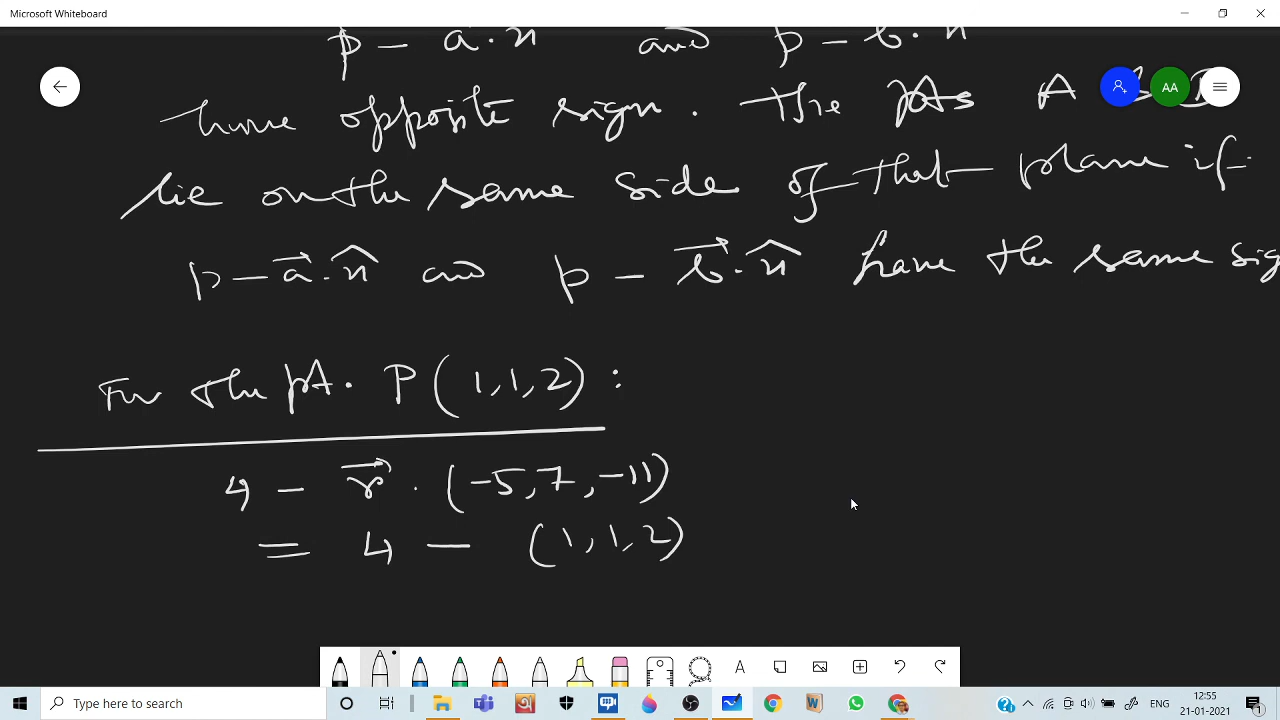 Microsoft Whiteboard
p - a · n and p - b · n
have opposite sign. The A & B
AA
lie on the same side of that plane if
p - a⃗ · n̂ and p - b⃗ · n̂ have the same sig
For the pt. P (1,1,2) :
4 - r⃗ · (-5,7,-11)
= 4 - (1,1,2)
A
Type here to search
ENG
12:55
21-01-2021